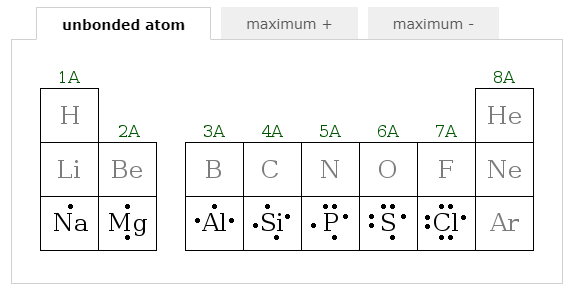 unbonded atom maximum + maximum -
1A 8A
H He
2A 3A 4A 5A 6A 7A
Li Be B C N O F Ne
Na Mg Al Si P S Cl Ar